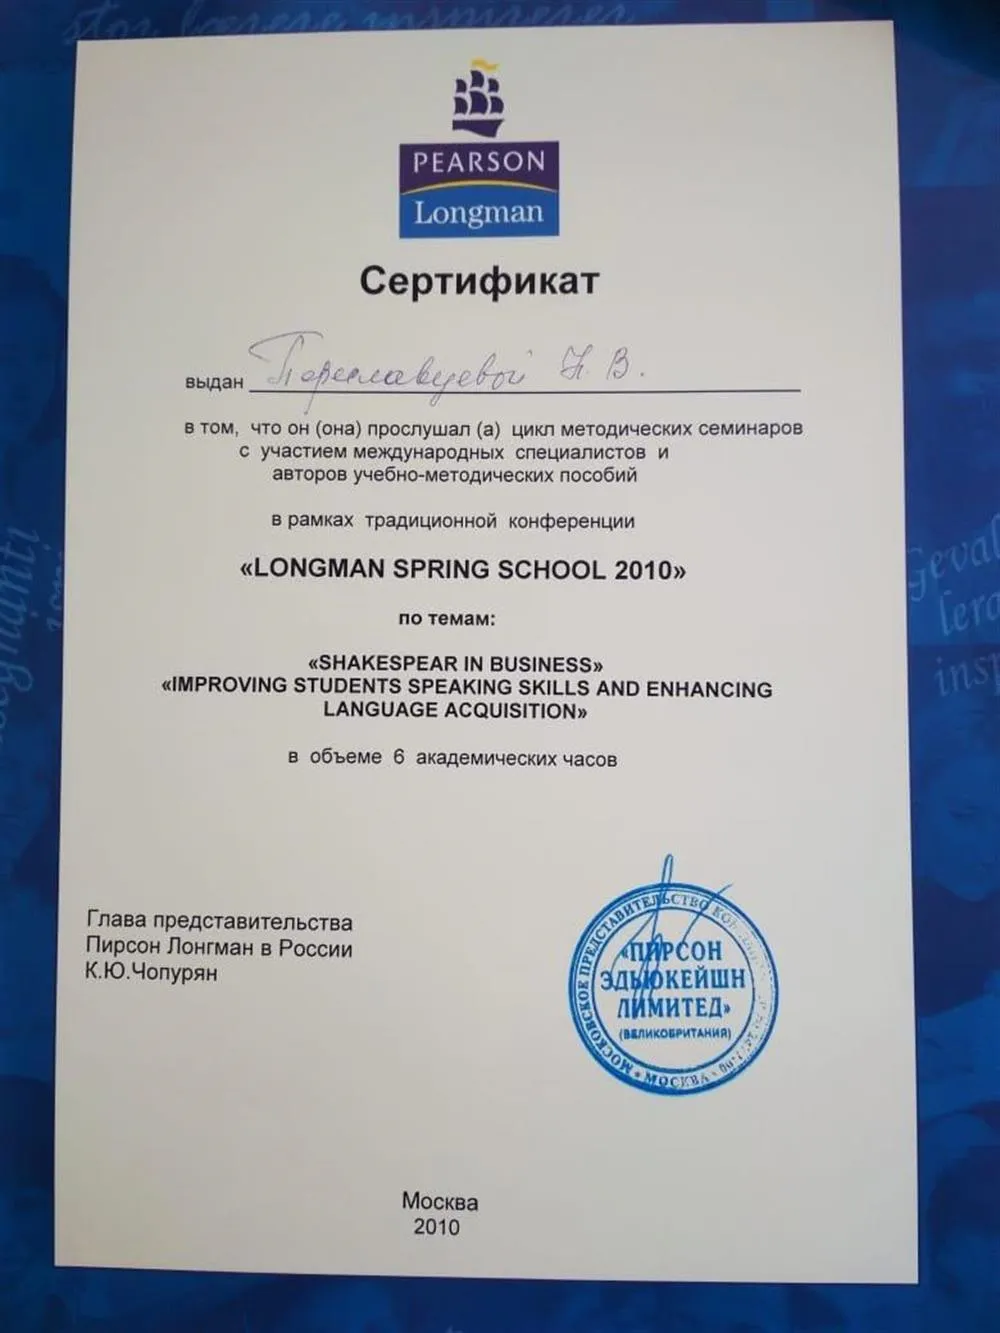 PEARSON
Longman
Сертификат
выдан Переславцевой Н. В.
в том, что он (она) прослушал (а) цикл методических семинаров
с участием международных специалистов и
авторов учебно-методических пособий
в рамках традиционной конференции
«LONGMAN SPRING SCHOOL 2010»
по темам:
«SHAKESPEAR IN BUSINESS»
«IMPROVING STUDENTS SPEAKING SKILLS AND ENHANCING
LANGUAGE ACQUISITION»
в объеме 6 академических часов
Глава представительства
Пирсон Лонгман в России
К.Ю.Чопурян
МОСКОВСКОЕ ПРЕДСТАВИТЕЛЬСТВО
«ПИРСОН
ЭДЬЮКЕЙШН
ЛИМИТЕД»
(ВЕЛИКОБРИТАНИЯ)
МОСКВА
Москва
2010